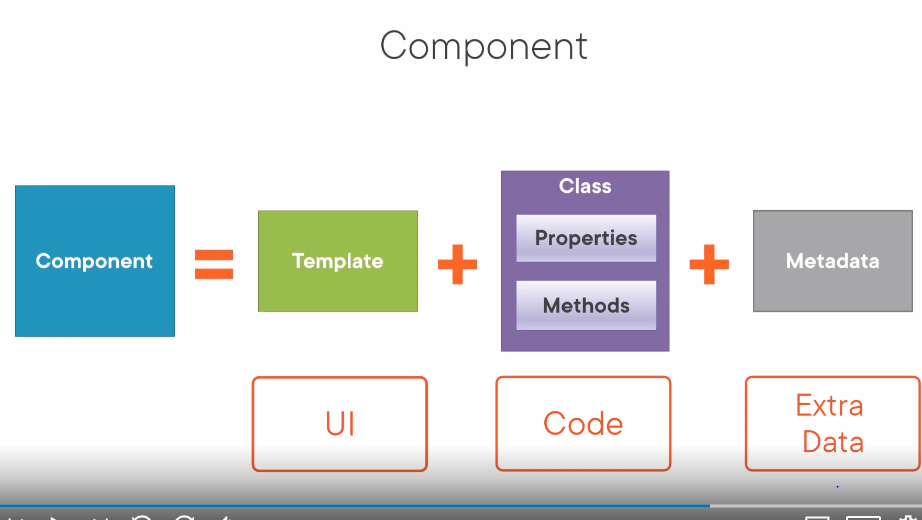 Component
Component = Template + Class + Metadata
Properties
Methods
UI
Code
Extra
Data